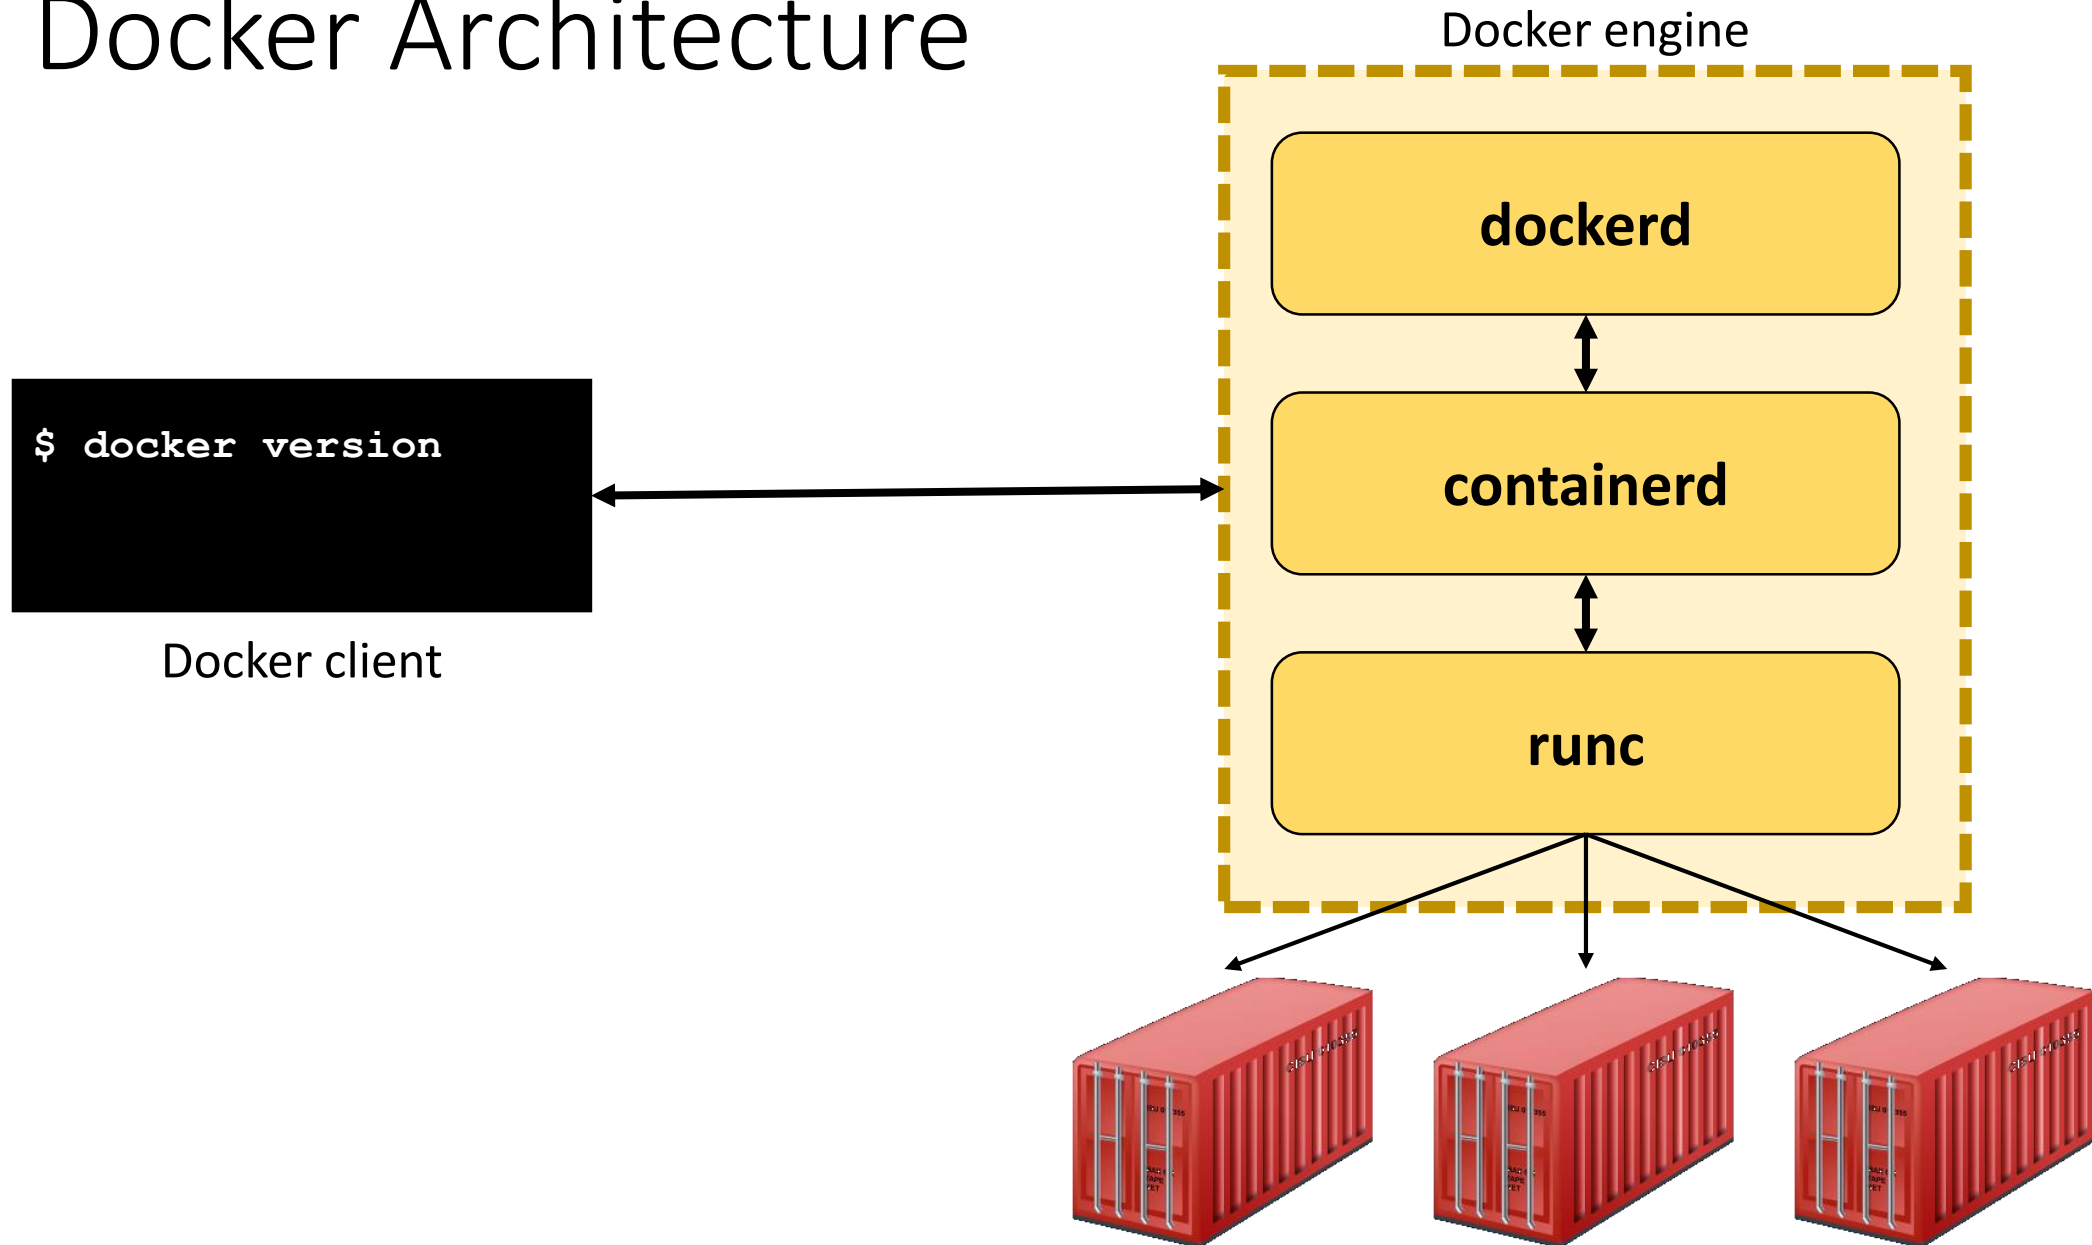 Docker Architecture
Docker engine
dockerd
$ docker version
containerd
Docker client
runc